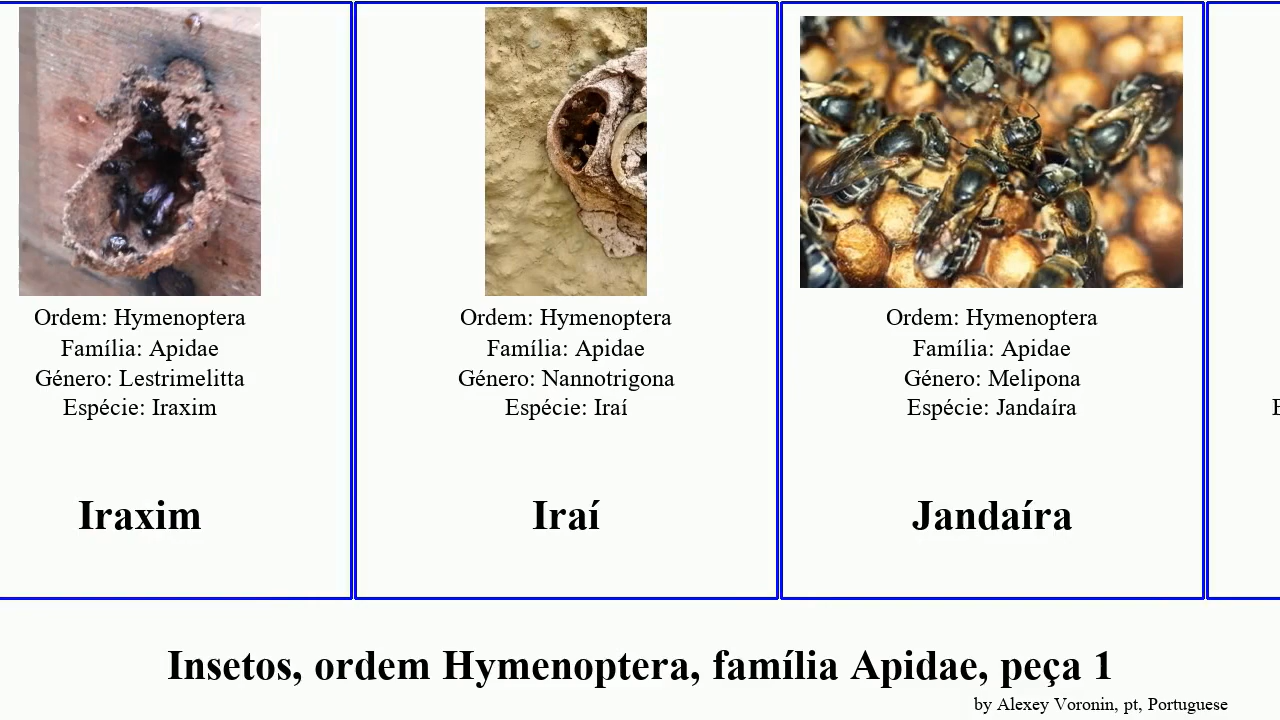 Ordem: Hymenoptera
Família: Apidae
Género: Lestrimelitta
Espécie: Iraxim
Iraxim
Ordem: Hymenoptera
Família: Apidae
Género: Nannotrigona
Espécie: Iraí
Iraí
Ordem: Hymenoptera
Família: Apidae
Género: Melipona
Espécie: Jandaíra
Jandaíra
Insetos, ordem Hymenoptera, família Apidae, peça 1
by Alexey Voronin, pt, Portuguese